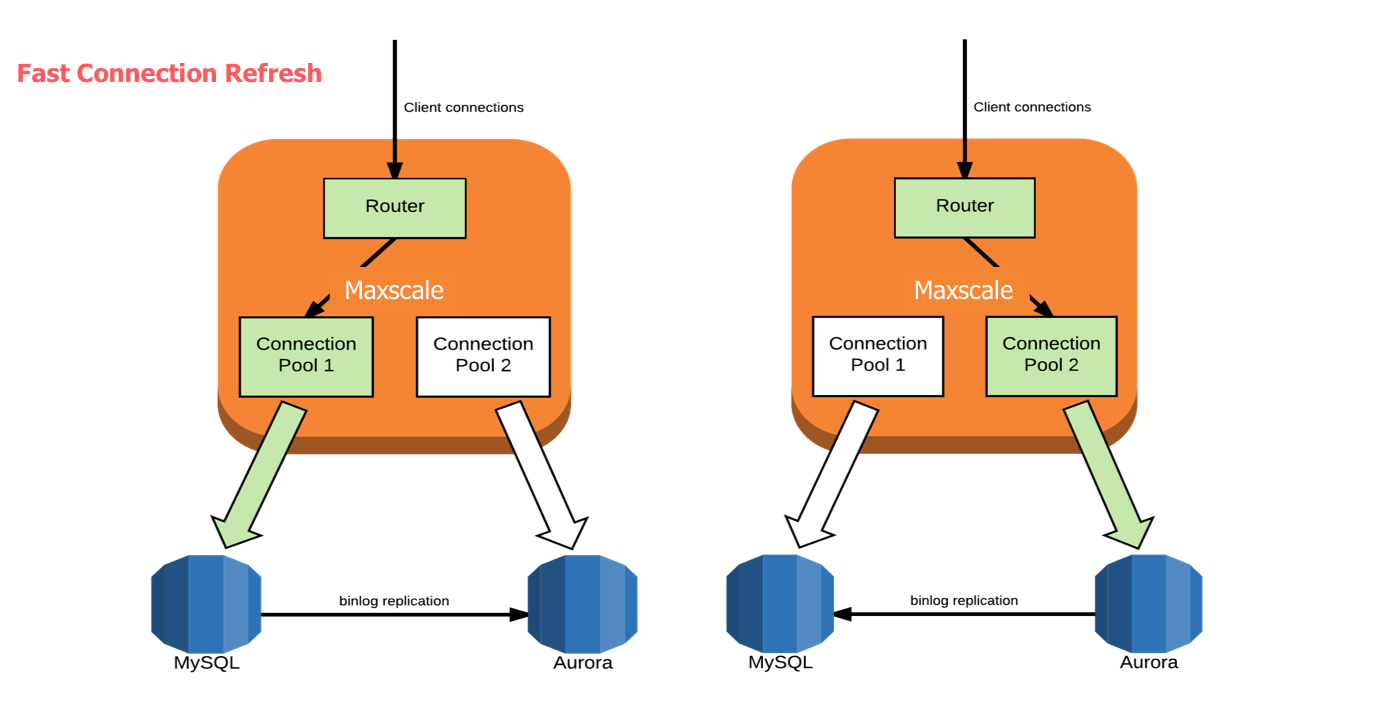 Fast Connection Refresh
Client connections
Router
Maxscale
Connection
Pool 1
Connection
Pool 2
binlog replication
MySQL
Aurora
Client connections
Router
Maxscale
Connection
Pool 1
Connection
Pool 2
binlog replication
MySQL
Aurora